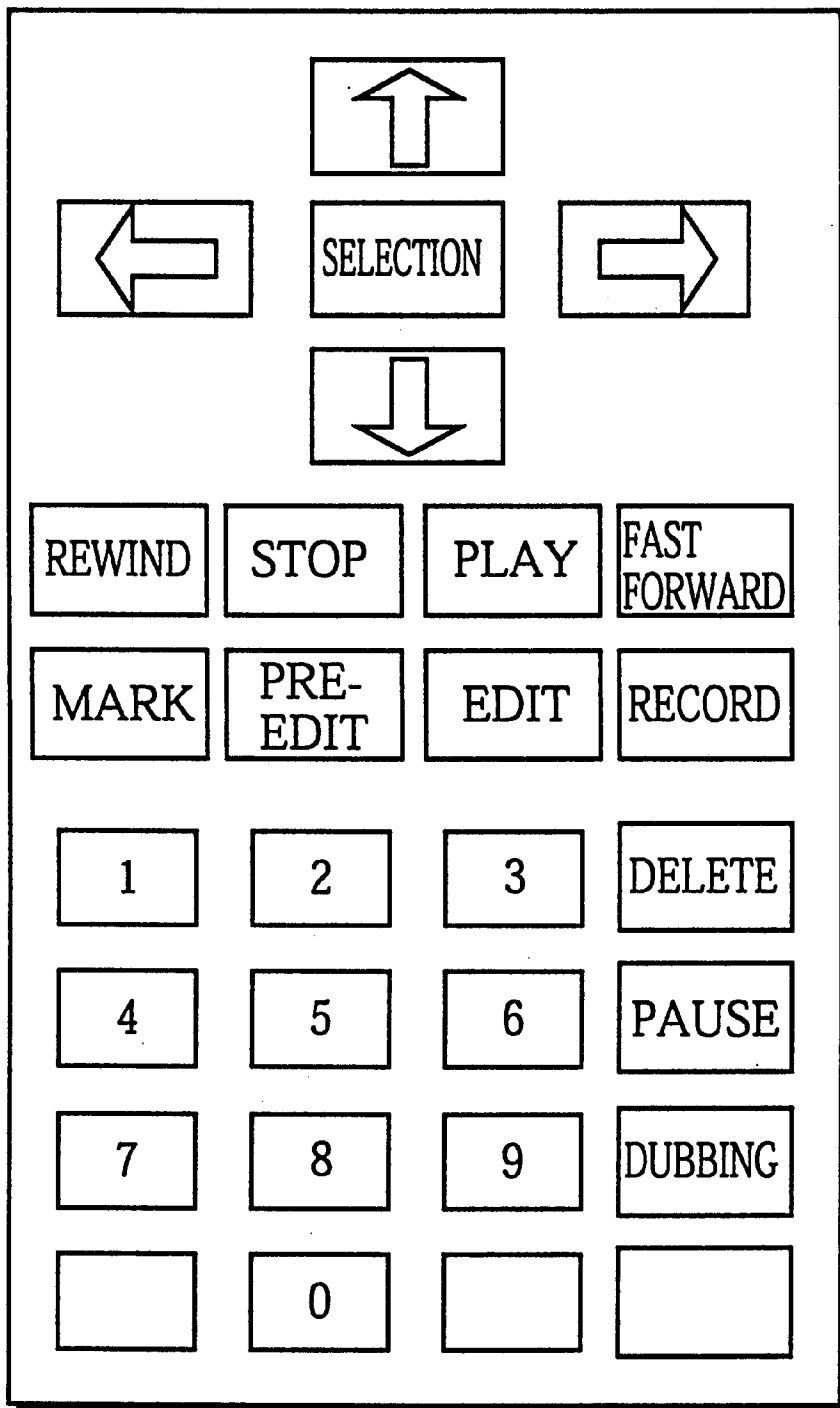 SELECTION
REWIND
STOP
PLAY
FAST
FORWARD
MARK
PRE-
EDIT
EDIT
RECORD
1
2
3
DELETE
4
5
6
PAUSE
7
8
9
DUBBING
0